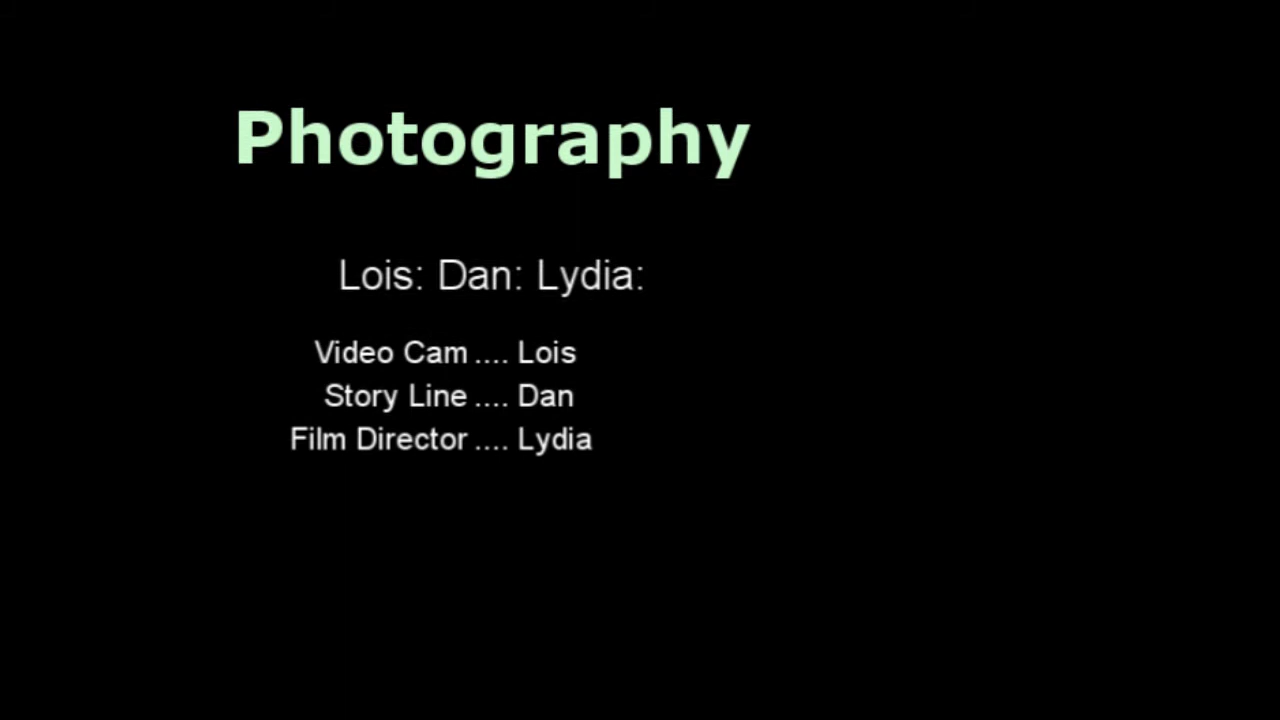 Photography
Lois: Dan: Lydia:
Video Cam .... Lois
Story Line .... Dan
Film Director .... Lydia